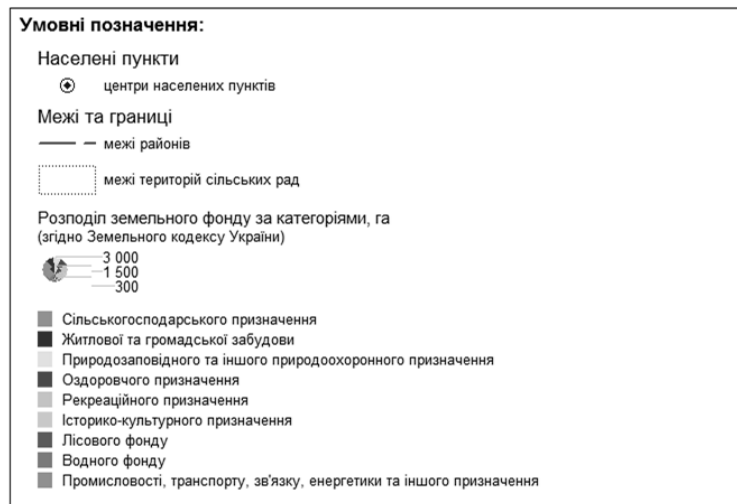 Умовні позначення:
Населені пункти
центри населених пунктів
Межі та границі
межі районів
межі територій сільських рад
Розподіл земельного фонду за категоріями, га
(згідно Земельного кодексу України)
3 000
1 500
300
Сільськогосподарського призначення
Житлової та громадської забудови
Природозаповідного та іншого природоохоронного призначення
Оздоровчого призначення
Рекреаційного призначення
Історико-культурного призначення
Лісового фонду
Водного фонду
Промисловості, транспорту, зв'язку, енергетики та іншого призначення